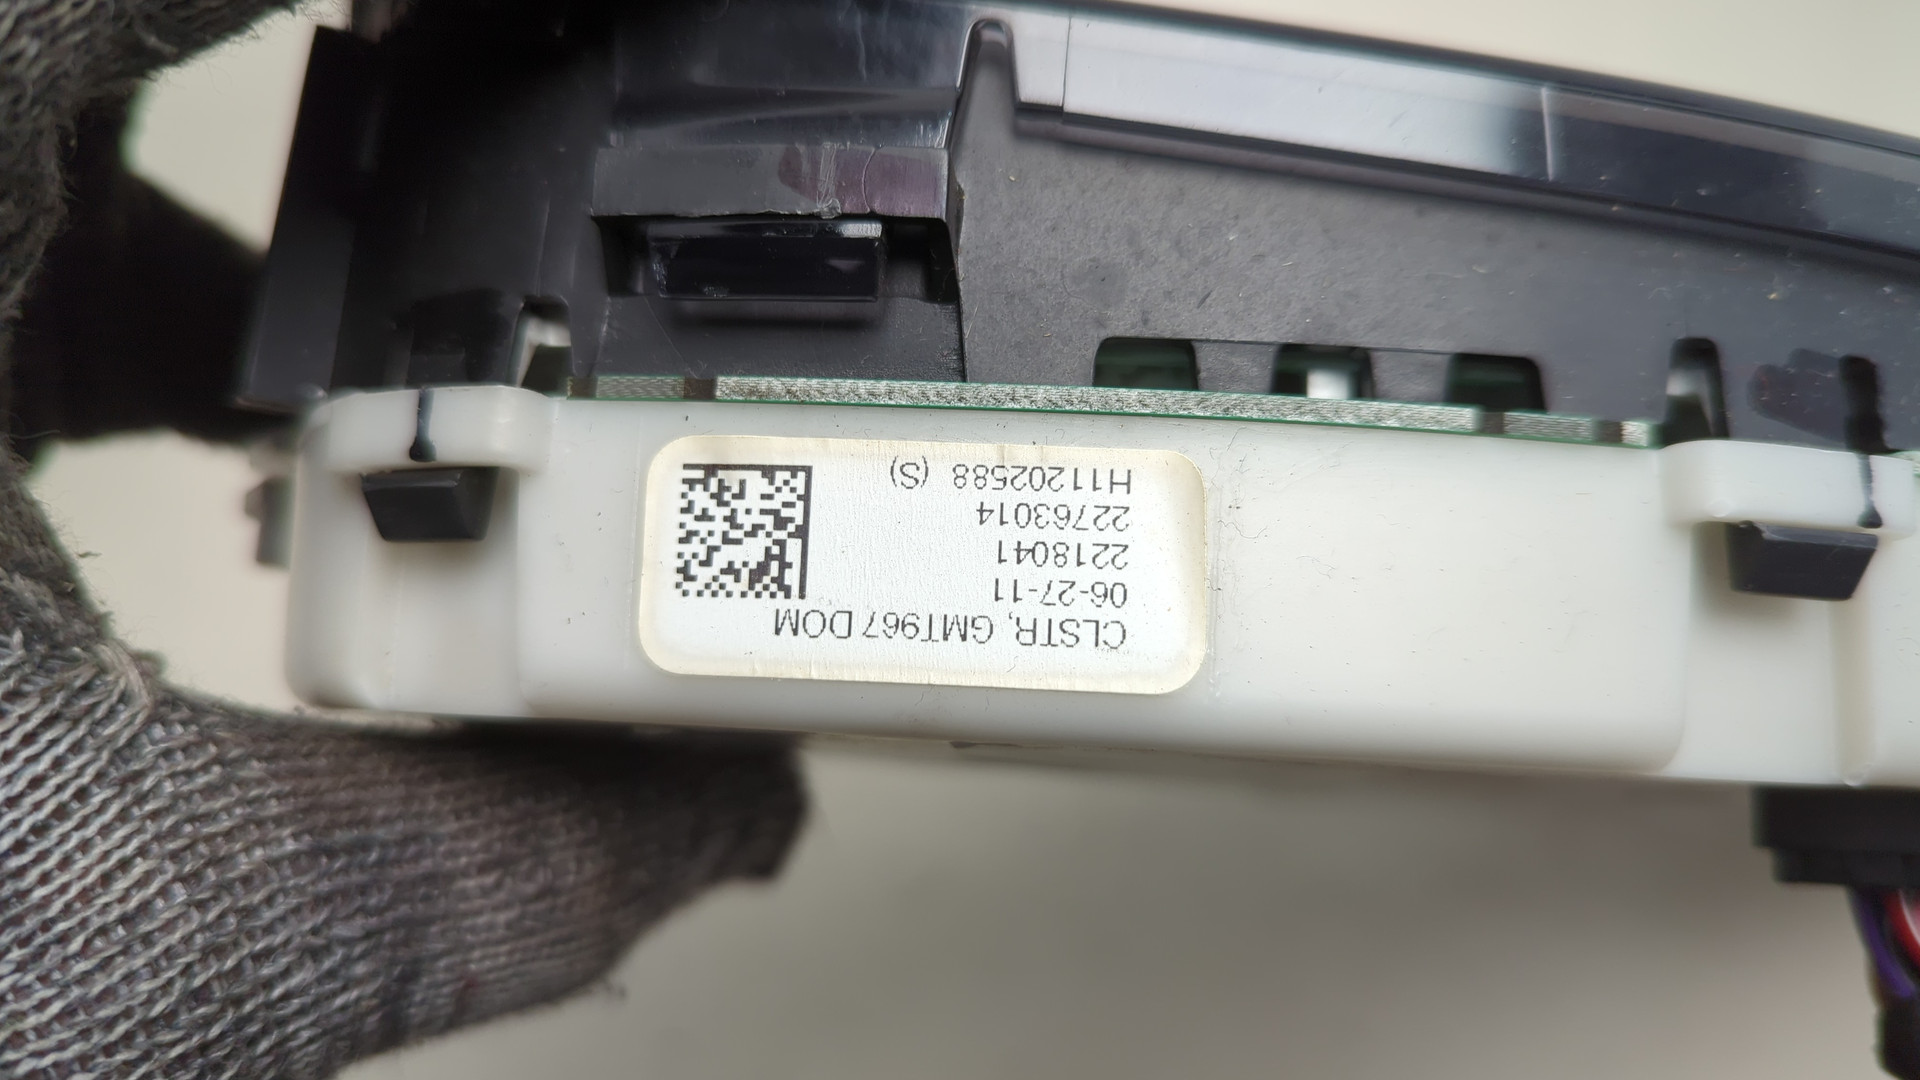 CLSTR, GMT967 DOM
06-27-11
2218041
22763014
H11202588 (S)